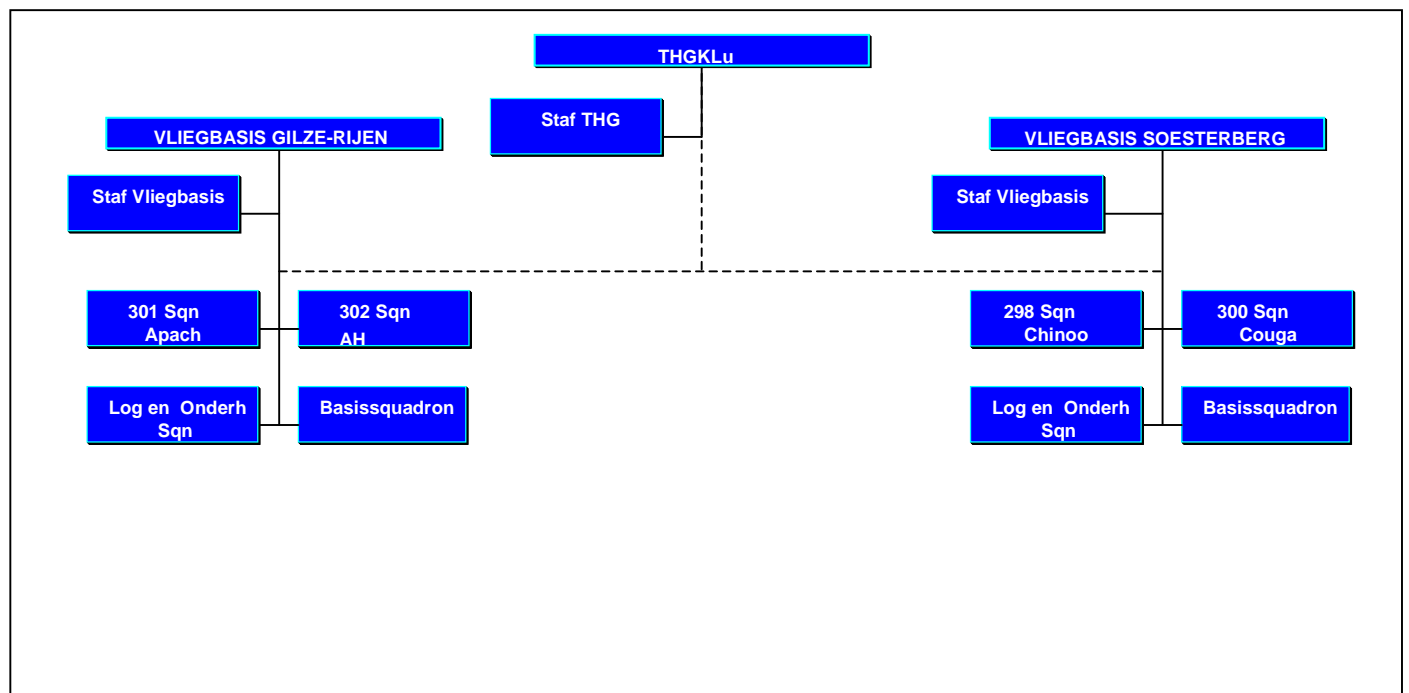 THGKLu
Staf THG
VLIEGBASIS GILZE-RIJEN
VLIEGBASIS SOESTERBERG
Staf Vliegbasis
Staf Vliegbasis
301 Sqn
Apach
302 Sqn
AH
298 Sqn
Chinoo
300 Sqn
Couga
Log en Onderh
Sqn
Basissquadron
Log en Onderh
Sqn
Basissquadron